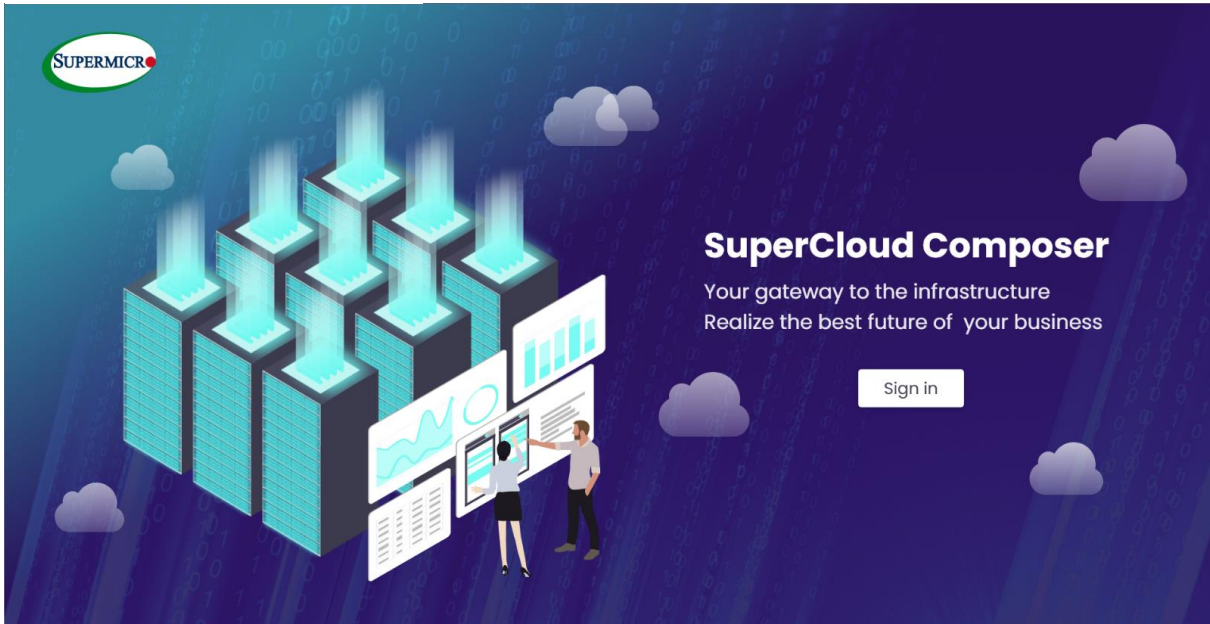 SUPERMICRO
SuperCloud Composer
Your gateway to the infrastructure
Realize the best future of your business
Sign in